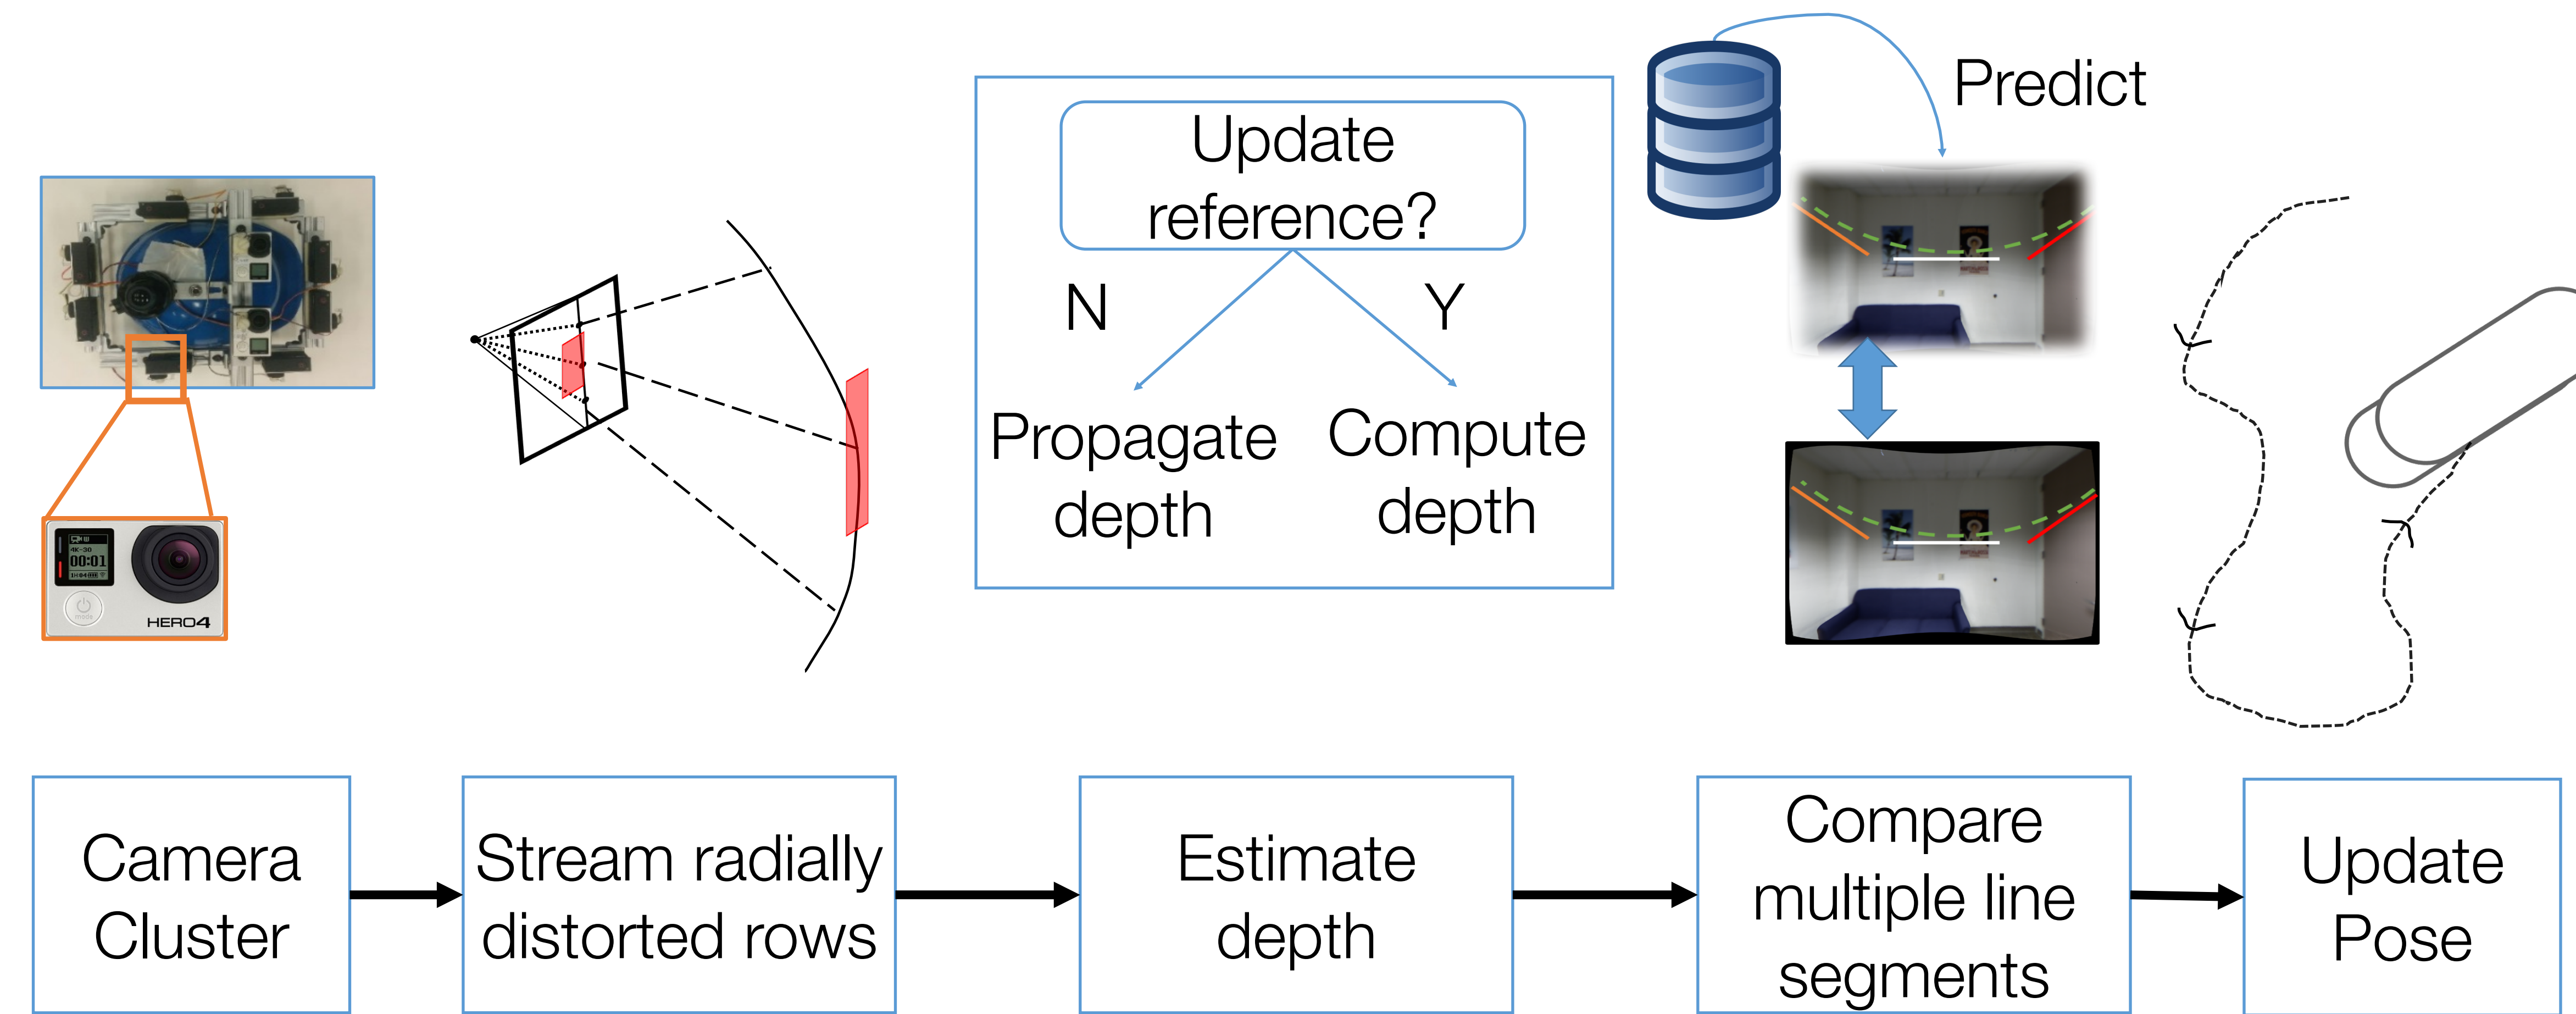 Update
reference?
N
Y
Propagate
depth
Compute
depth
Predict
4K-30
00:01
mode
HERO4
Camera
Cluster
Stream radially
distorted rows
Estimate
depth
Compare
multiple line
segments
Update
Pose